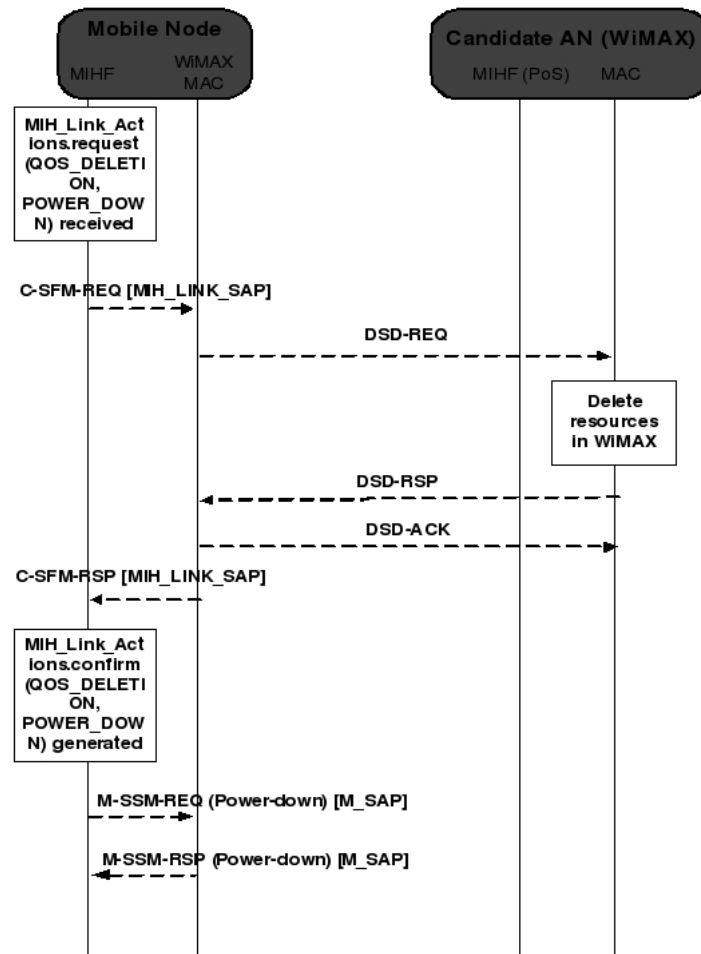 Mobile Node
Candidate AN (WiMAX)
MIHF
WiMAX
MAC
MIHF (PoS)
MAC
MIH_Link_Act
ions.request
(QOS_DELETI
ON,
POWER_DOW
N) received
C-SFM-REQ [MIH_LINK_SAP]
DSD-REQ
Delete
resources
in WiMAX
DSD-RSP
DSD-ACK
C-SFM-RSP [MIH_LINK_SAP]
MIH_Link_Act
ions.confirm
(QOS_DELETI
ON,
POWER_DOW
N) generated
M-SSM-REQ (Power-down) [M_SAP]
M-SSM-RSP (Power-down) [M_SAP]